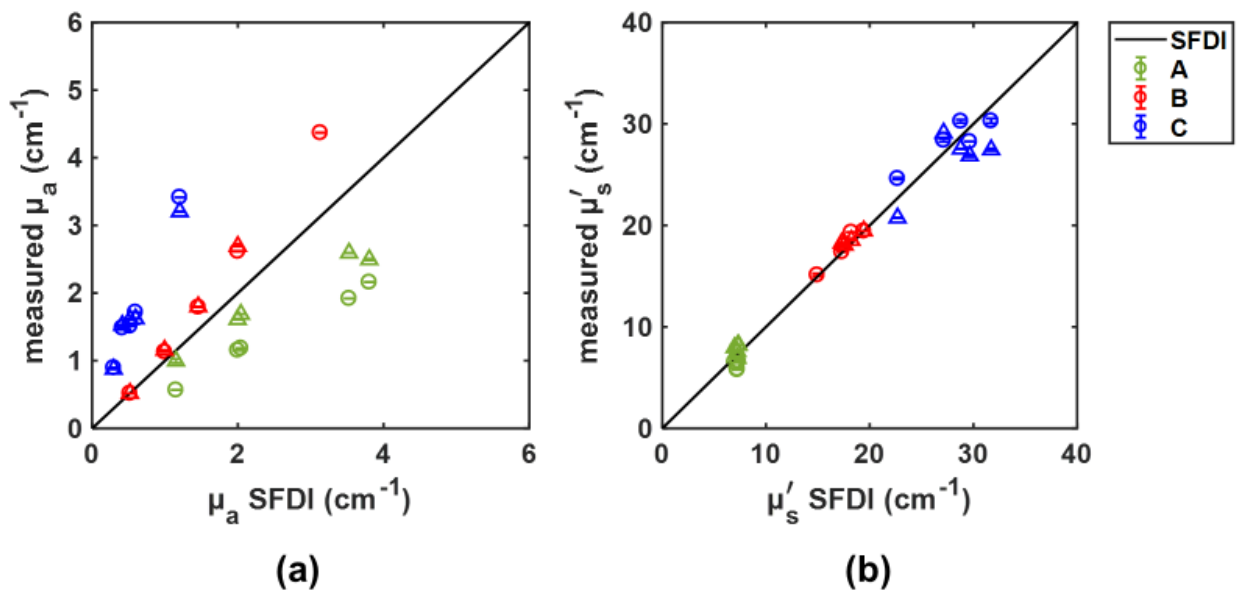 6
5
4
3
2
1
0
0
2
4
6
measured μₐ (cm⁻¹)
μₐ SFDI (cm⁻¹)
(a)
40
30
20
10
0
0
10
20
30
40
measured μ′ₛ (cm⁻¹)
μ′ₛ SFDI (cm⁻¹)
(b)
SFDI
A
B
C